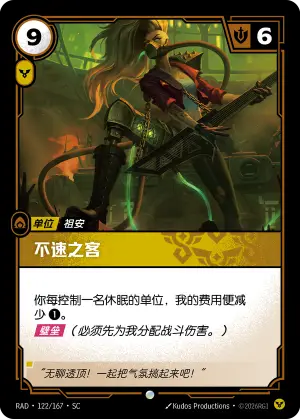 9
6
单位 祖安
不速之客
你每控制一名休眠的单位，我的费用便减
少❶。
壁垒（必须先为我分配战斗伤害。）
“无聊透顶！一起把气氛搞起来吧！”
RAD • 122/167 • SC
Kudos Productions • ©2026RG1